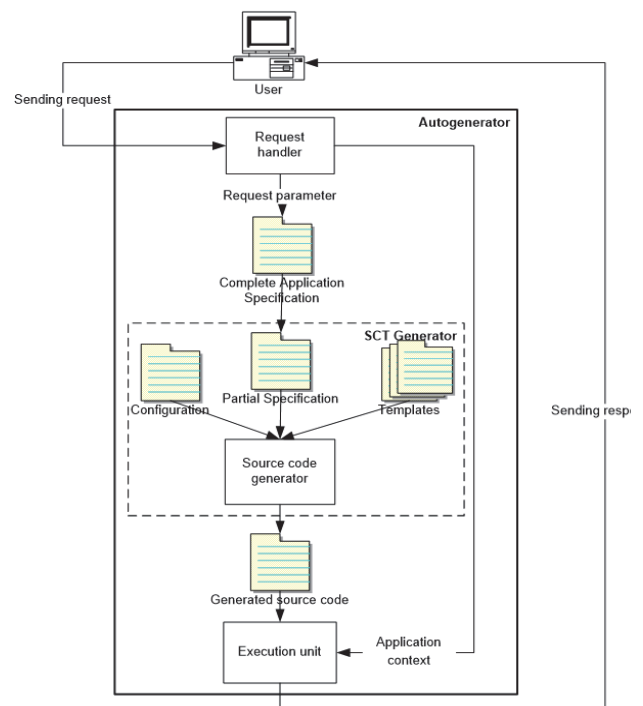 User
Sending request
Autogenerator
Request
handler
Request parameter
Complete Application
Specification
SCT Generator
Configuration
Partial Specification
Templates
Sending
Source code
generator
Generated source code
Execution unit
Application
context